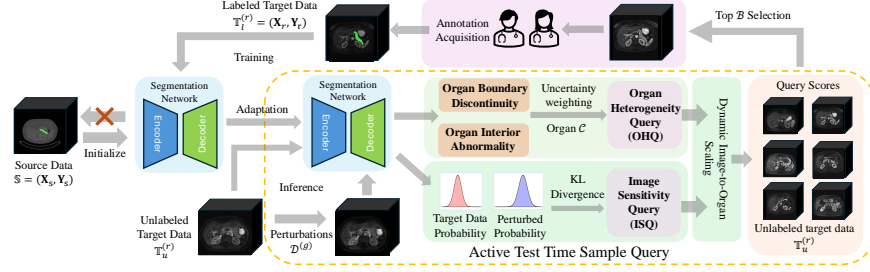 Labeled Target Data
𝕋_l^(r) = (X_r, Y_r)
Training
Annotation
Acquisition
Top ℬ Selection
Segmentation
Network
Encoder
Decoder
Adaptation
Source Data
𝕊 = (X_s, Y_s)
Initialize
Segmentation
Network
Encoder
Decoder
Inference
Unlabeled
Target Data
𝕋_u^(r)
Perturbations
𝒟^(g)
Organ Boundary
Discontinuity
Organ Interior
Abnormality
Uncertainty
weighting
Organ 𝒞
Organ
Heterogeneity
Query
(OHQ)
Target Data
Probability
Perturbed
Probability
KL
Divergence
Image
Sensitivity
Query
(ISQ)
Dynamic Image-to-Organ
Scaling
Query Scores
Unlabeled target data
𝕋_u^(r)
Active Test Time Sample Query